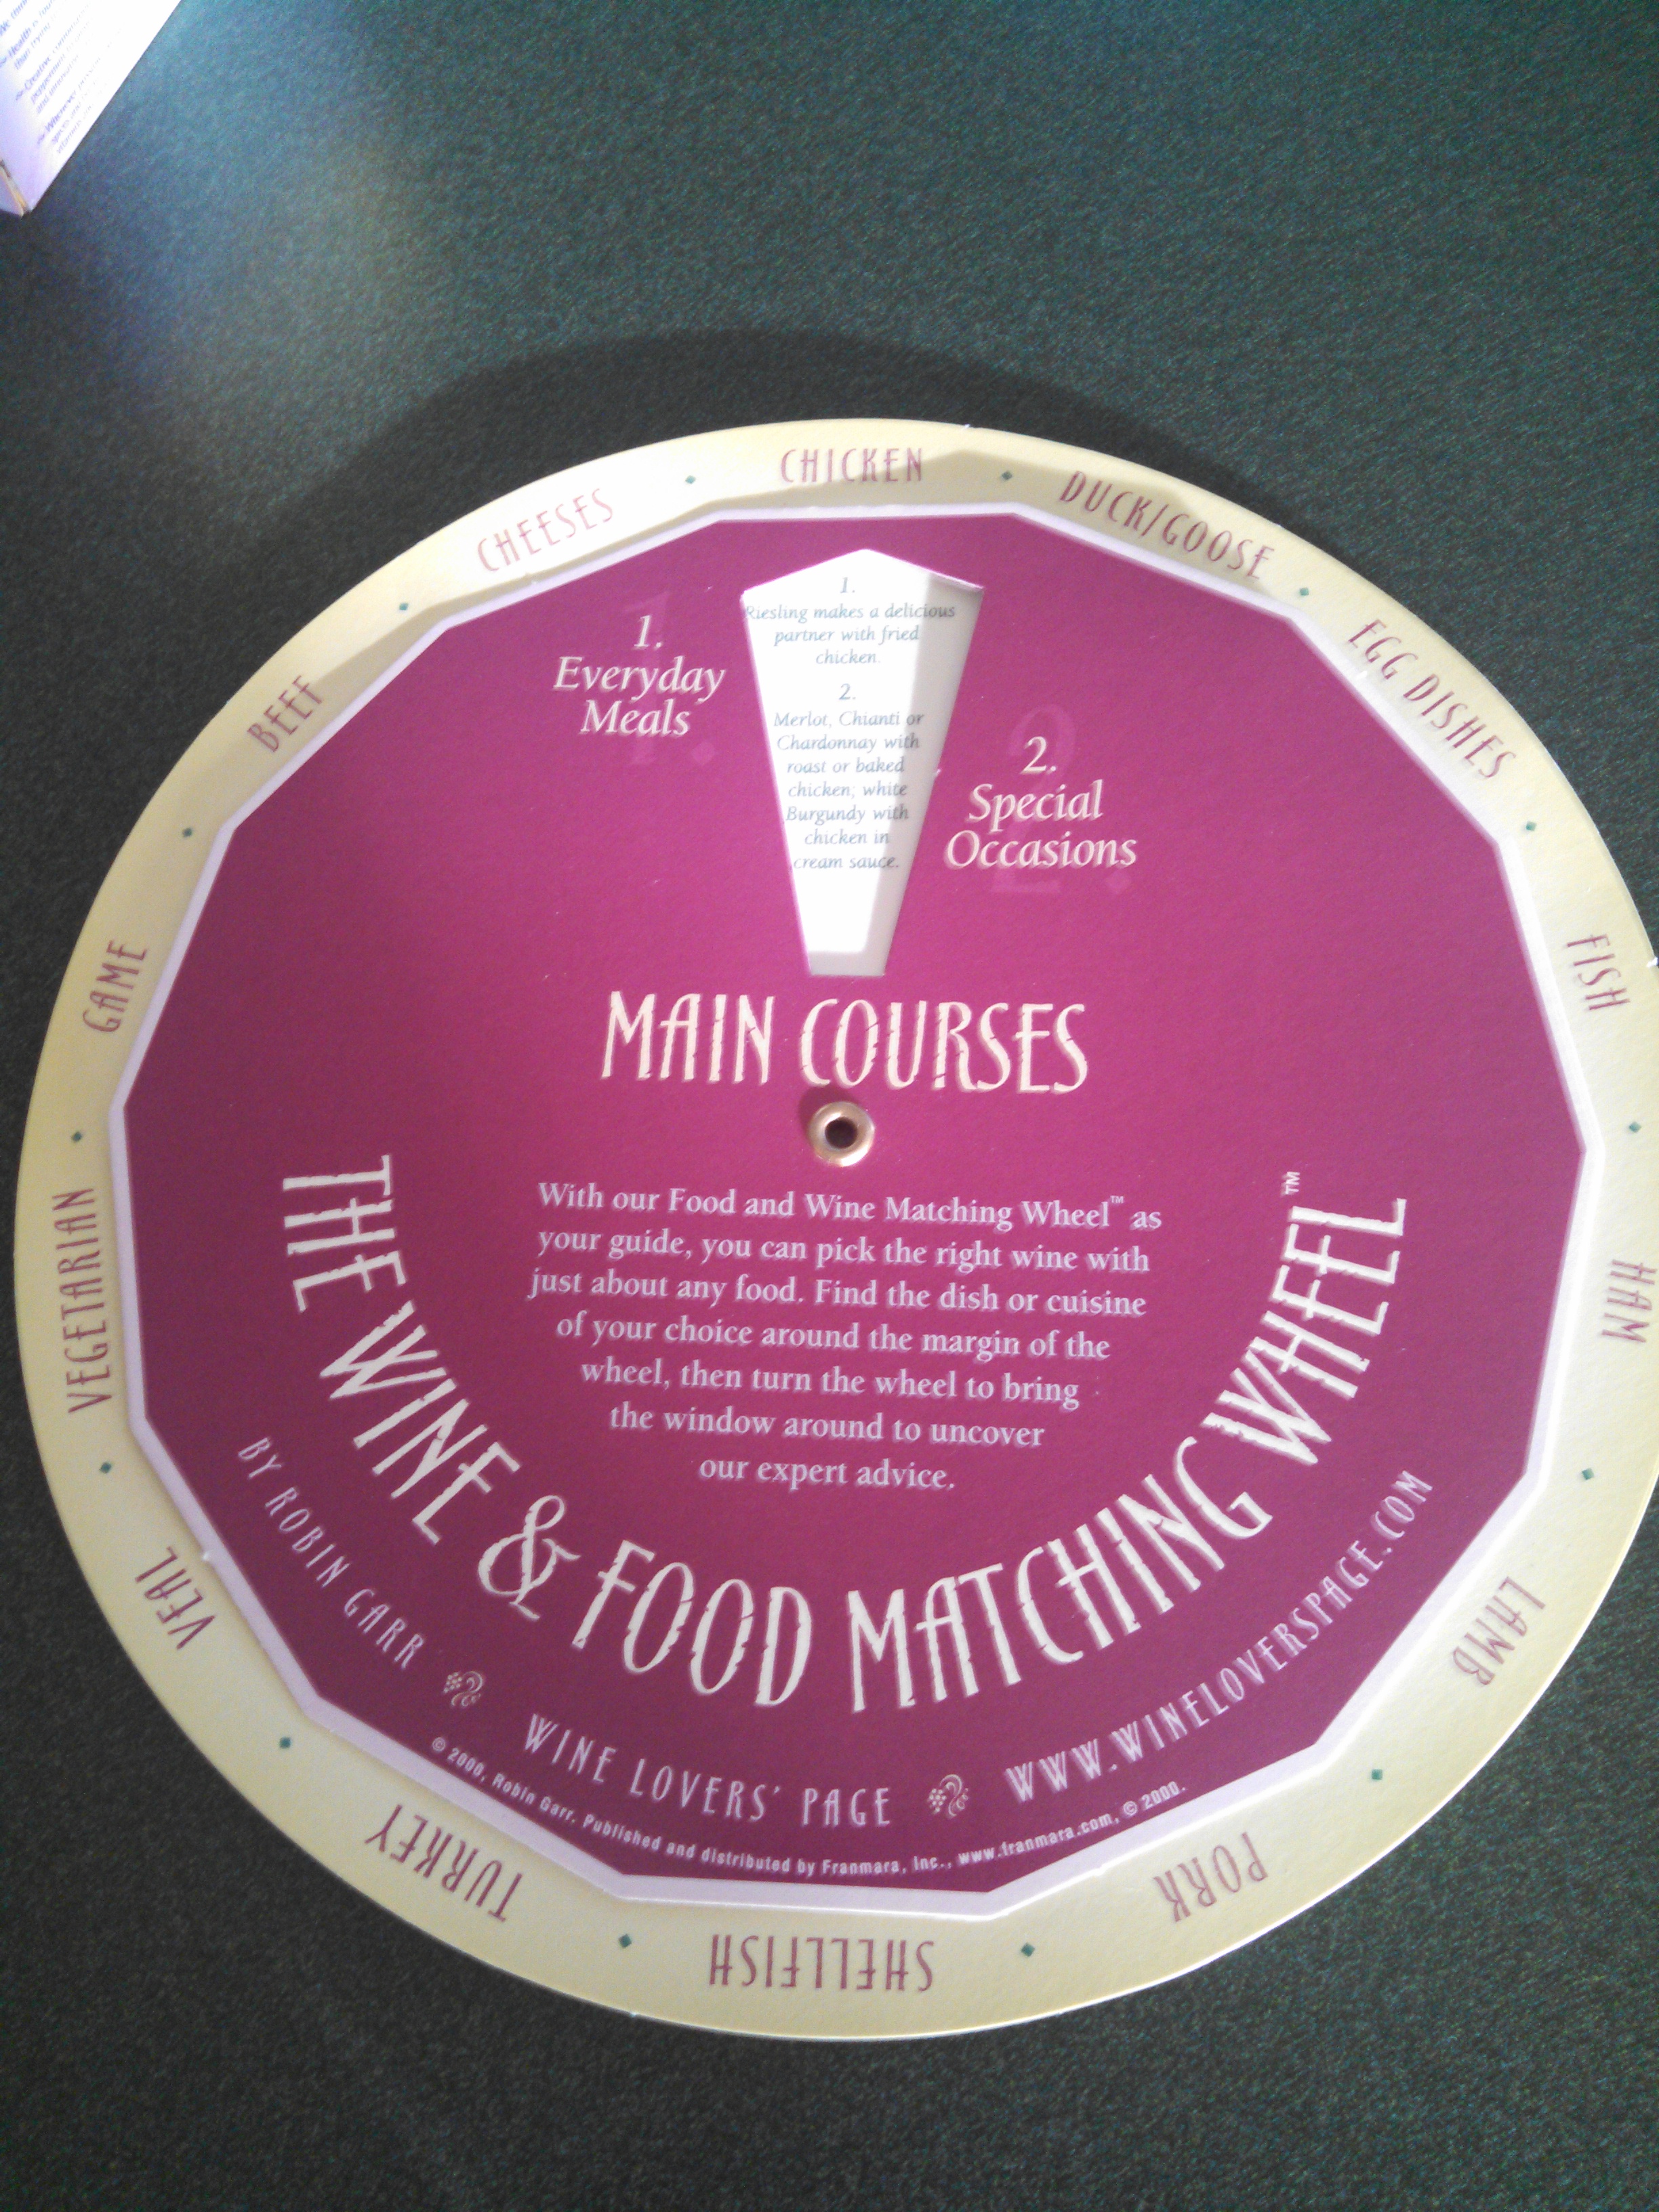 CHICKEN
DUCK/GOOSE
EGG DISHES
FISH
HAM
LAMB
PORK
SHELLFISH
TURKEY
VEAL
VEGETARIAN
GAME
BEEF
CHEESES
1.
Everyday
Meals
1.
Riesling makes a delicious
partner with fried
chicken.
2.
Merlot, Chianti or
Chardonnay with
roast or baked
chicken; white
Burgundy with
chicken in
cream sauce.
2.
Special
Occasions
MAIN COURSES
With our Food and Wine Matching Wheel™ as
your guide, you can pick the right wine with
just about any food. Find the dish or cuisine
of your choice around the margin of the
wheel, then turn the wheel to bring
the window around to uncover
our expert advice.
THE WINE & FOOD MATCHING WHEEL™
BY ROBIN GARR WINE LOVERS' PAGE WWW.WINELOVERSPAGE.COM
© 2000, Robin Garr. Published and distributed by Franmara, Inc., www.franmara.com, © 2000.
Health
than
Creative
peppermint
and
Whenever